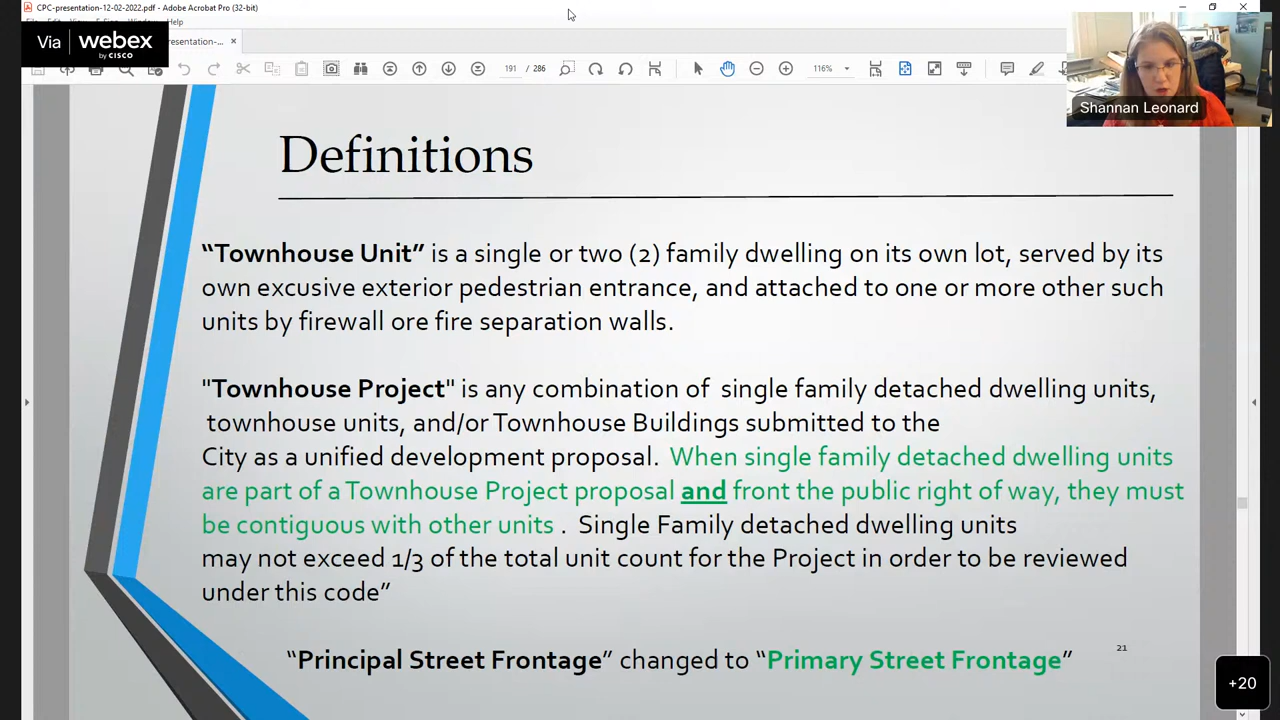 CPC-presentation-12-02-2022.pdf - Adobe Acrobat Pro (32-bit)
Help
Via webex by CISCO
resentation-...
191 / 286
116%
Shannan Leonard
Definitions
“Townhouse Unit” is a single or two (2) family dwelling on its own lot, served by its
own excusive exterior pedestrian entrance, and attached to one or more other such
units by firewall ore fire separation walls.
"Townhouse Project" is any combination of single family detached dwelling units,
townhouse units, and/or Townhouse Buildings submitted to the
City as a unified development proposal. When single family detached dwelling units
are part of a Townhouse Project proposal and front the public right of way, they must
be contiguous with other units . Single Family detached dwelling units
may not exceed 1/3 of the total unit count for the Project in order to be reviewed
under this code”
“Principal Street Frontage” changed to “Primary Street Frontage”
21
+20